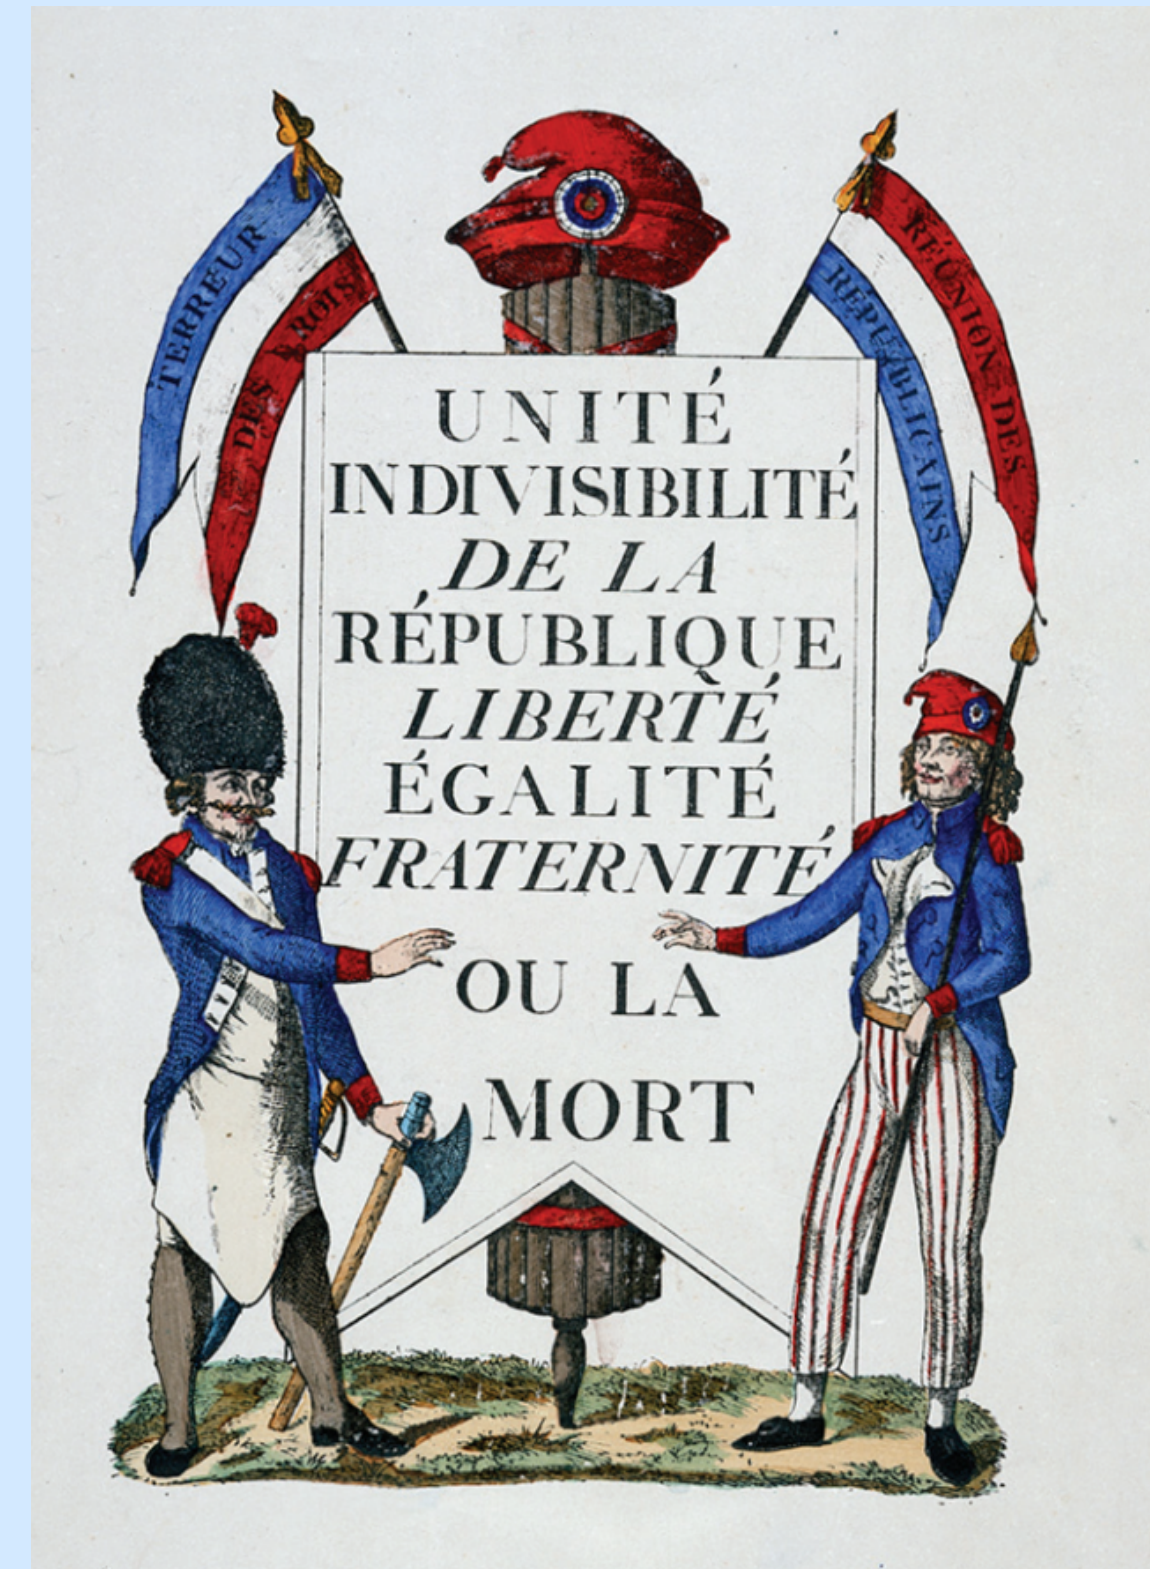 TERREUR
DES ROIS
RÉUNION DES
RÉPUBLICAINS
UNITÉ
INDIVISIBILITÉ
DE LA
RÉPUBLIQUE
LIBERTÉ
ÉGALITÉ
FRATERNITÉ
OU LA
MORT